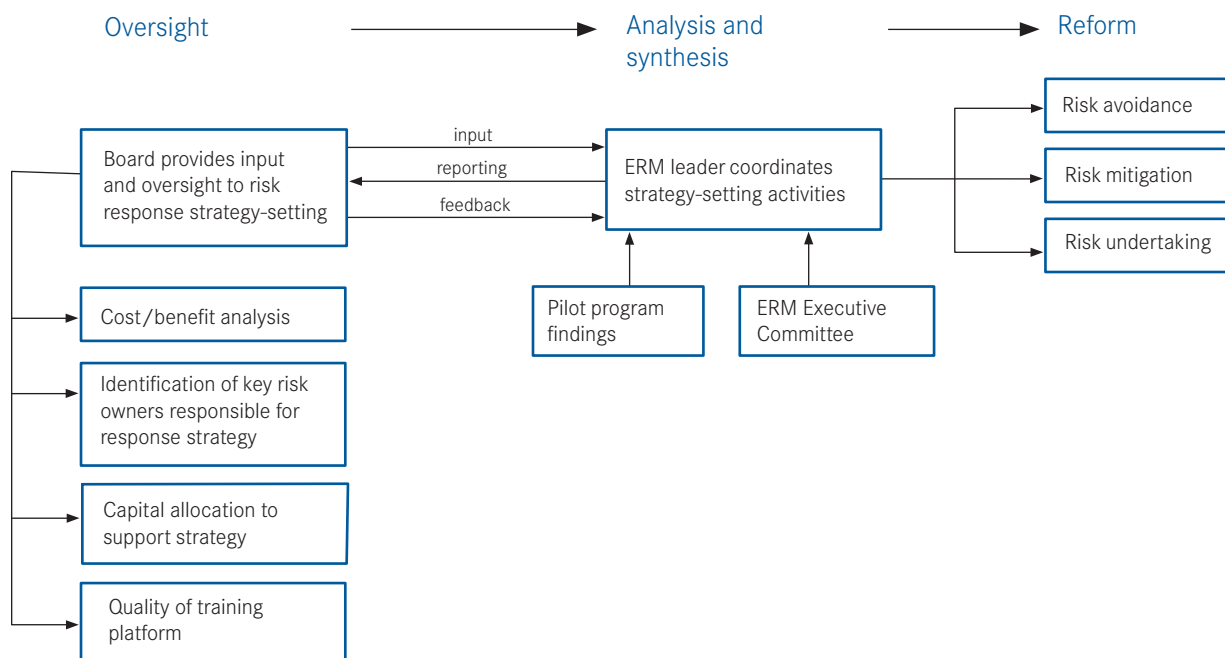 Oversight
Analysis and
synthesis
Reform
Board provides input
and oversight to risk
response strategy-setting
input
reporting
feedback
ERM leader coordinates
strategy-setting activities
Risk avoidance
Risk mitigation
Risk undertaking
Pilot program
findings
ERM Executive
Committee
Cost/benefit analysis
Identification of key risk
owners responsible for
response strategy
Capital allocation to
support strategy
Quality of training
platform